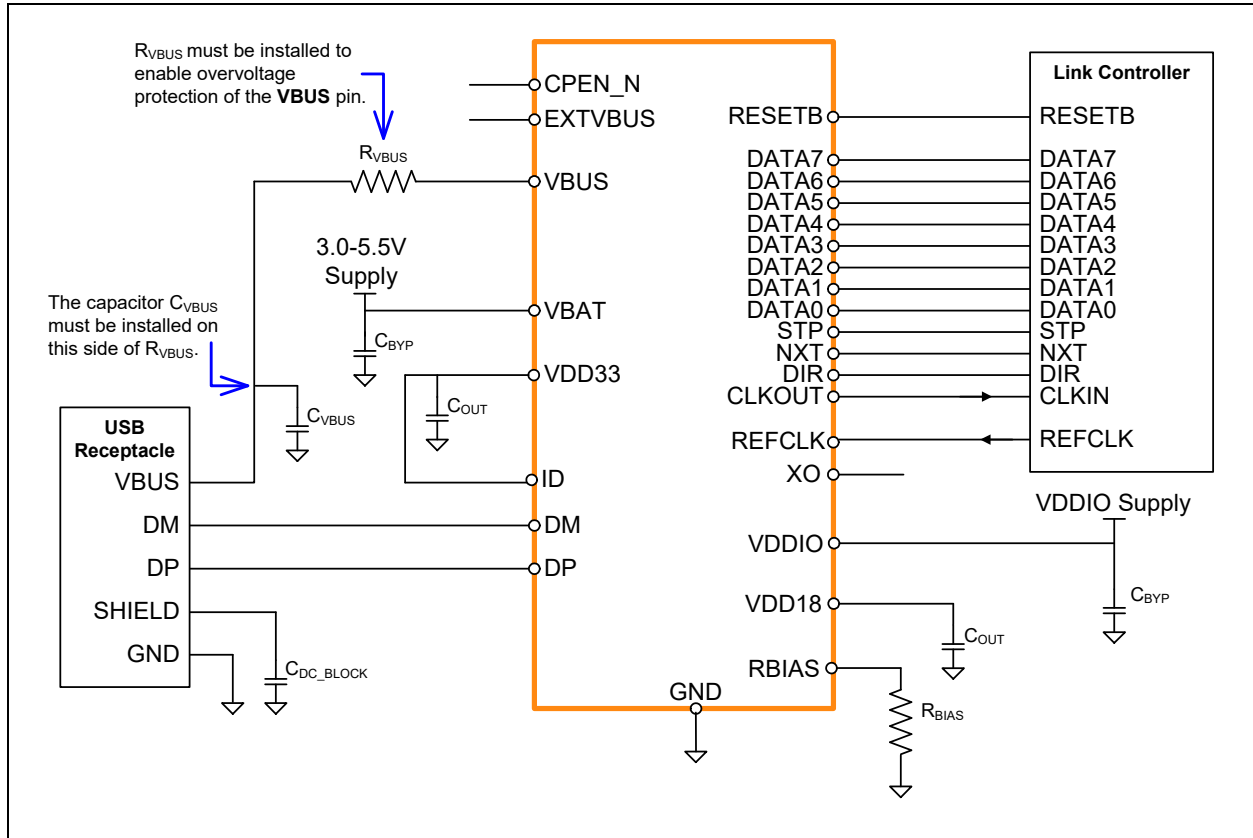 RVBUS must be installed to
enable overvoltage
protection of the VBUS pin.
RVBUS
3.0-5.5V
Supply
The capacitor CVBUS
must be installed on
this side of RVBUS.
CBYP
COUT
CVBUS
USB
Receptacle
VBUS
DM
DP
SHIELD
GND
CDC_BLOCK
CPEN_N
EXTVBUS
VBUS
VBAT
VDD33
ID
DM
DP
GND
RESETB
DATA7
DATA6
DATA5
DATA4
DATA3
DATA2
DATA1
DATA0
STP
NXT
DIR
CLKOUT
REFCLK
XO
VDDIO
VDD18
RBIAS
Link Controller
RESETB
DATA7
DATA6
DATA5
DATA4
DATA3
DATA2
DATA1
DATA0
STP
NXT
DIR
CLKIN
REFCLK
VDDIO Supply
CBYP
COUT
RBIAS